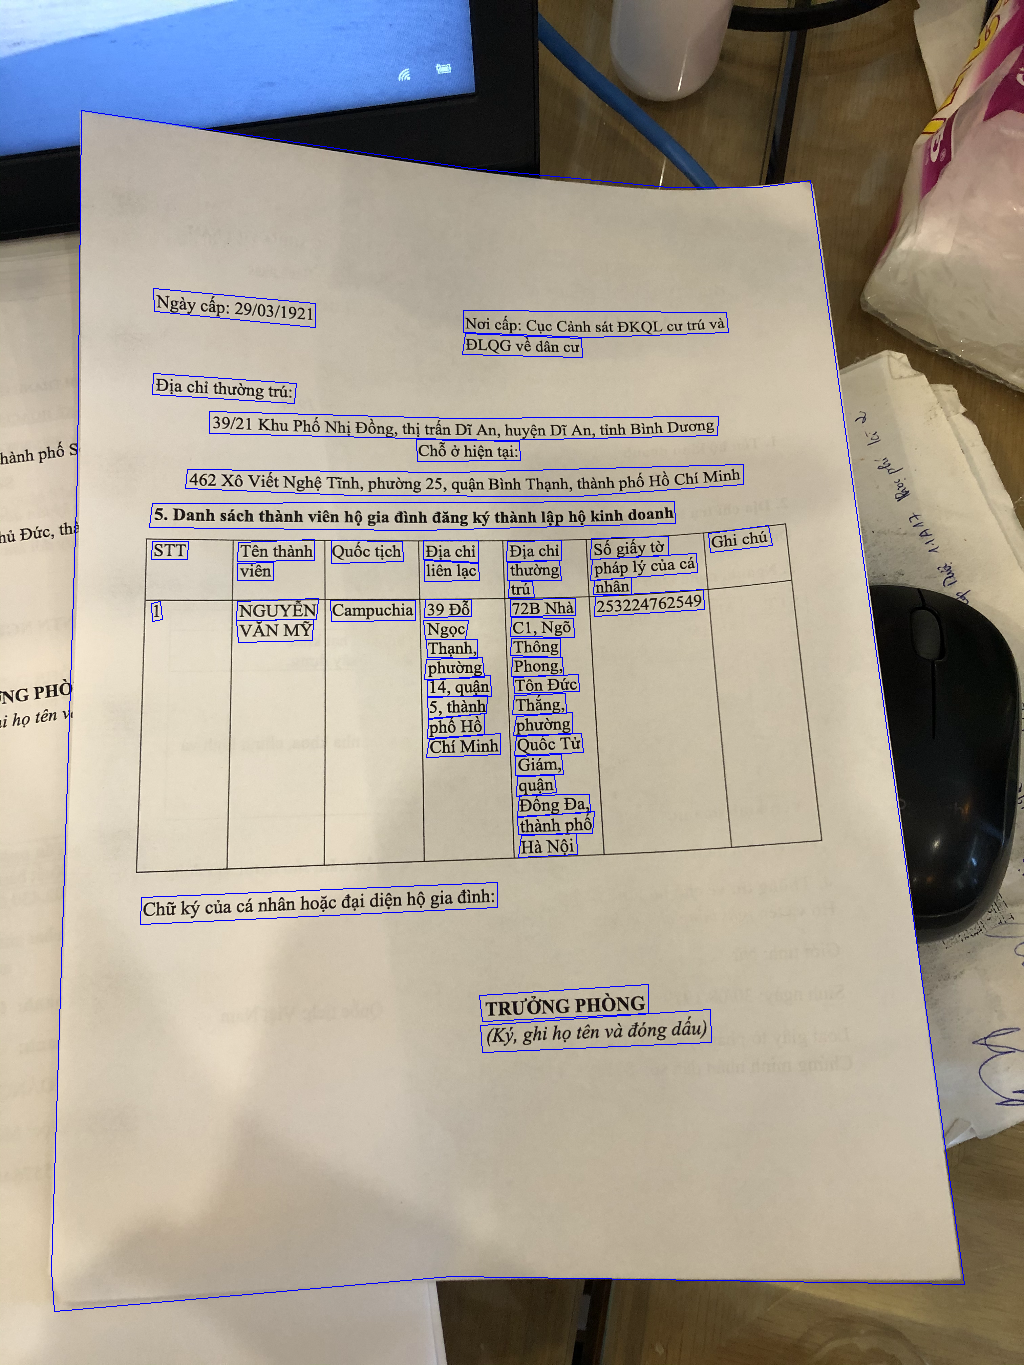 Ngày cấp: 29/03/1921
Nơi cấp: Cục Cảnh sát ĐKQL cư trú và
ĐLQG về dân cư
Địa chỉ thường trú:
39/21 Khu Phố Nhị Đồng, thị trấn Dĩ An, huyện Dĩ An, tỉnh Bình Dương
Chỗ ở hiện tại:
462 Xô Viết Nghệ Tĩnh, phường 25, quận Bình Thạnh, thành phố Hồ Chí Minh
5. Danh sách thành viên hộ gia đình đăng ký thành lập hộ kinh doanh
STT
Tên thành
viên
Quốc tịch
Địa chỉ
liên lạc
Địa chỉ
thường
trú
Số giấy tờ
pháp lý của cá
nhân
Ghi chú
1
NGUYỄN
VĂN MỸ
Campuchia
39 Đỗ
Ngọc
Thạnh,
phường
14, quận
5, thành
phố Hồ
Chí Minh
72B Nhà
C1, Ngõ
Thông
Phong,
Tôn Đức
Thắng,
phường
Quốc Tử
Giám,
quận
Đống Đa,
thành phố
Hà Nội
253224762549
Chữ ký của cá nhân hoặc đại diện hộ gia đình:
TRƯỞNG PHÒNG
(Ký, ghi họ tên và đóng dấu)
hành phố S
hủ Đức, thà
NG PHÒ
i họ tên v